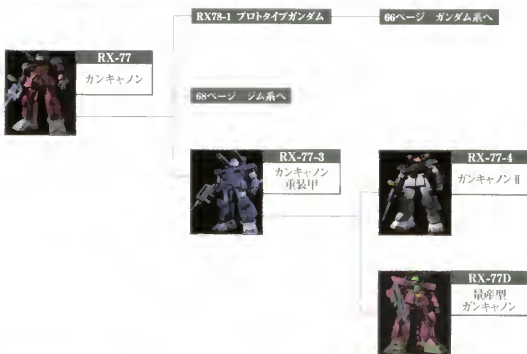 RX78-1 プロトタイプガンダム
66ページ ガンダム系へ
RX-77
ガンキャノン
68ページ ジム系へ
RX-77-3
ガンキャノン
重装甲
RX-77-4
ガンキャノンⅡ
RX-77D
量産型
ガンキャノン